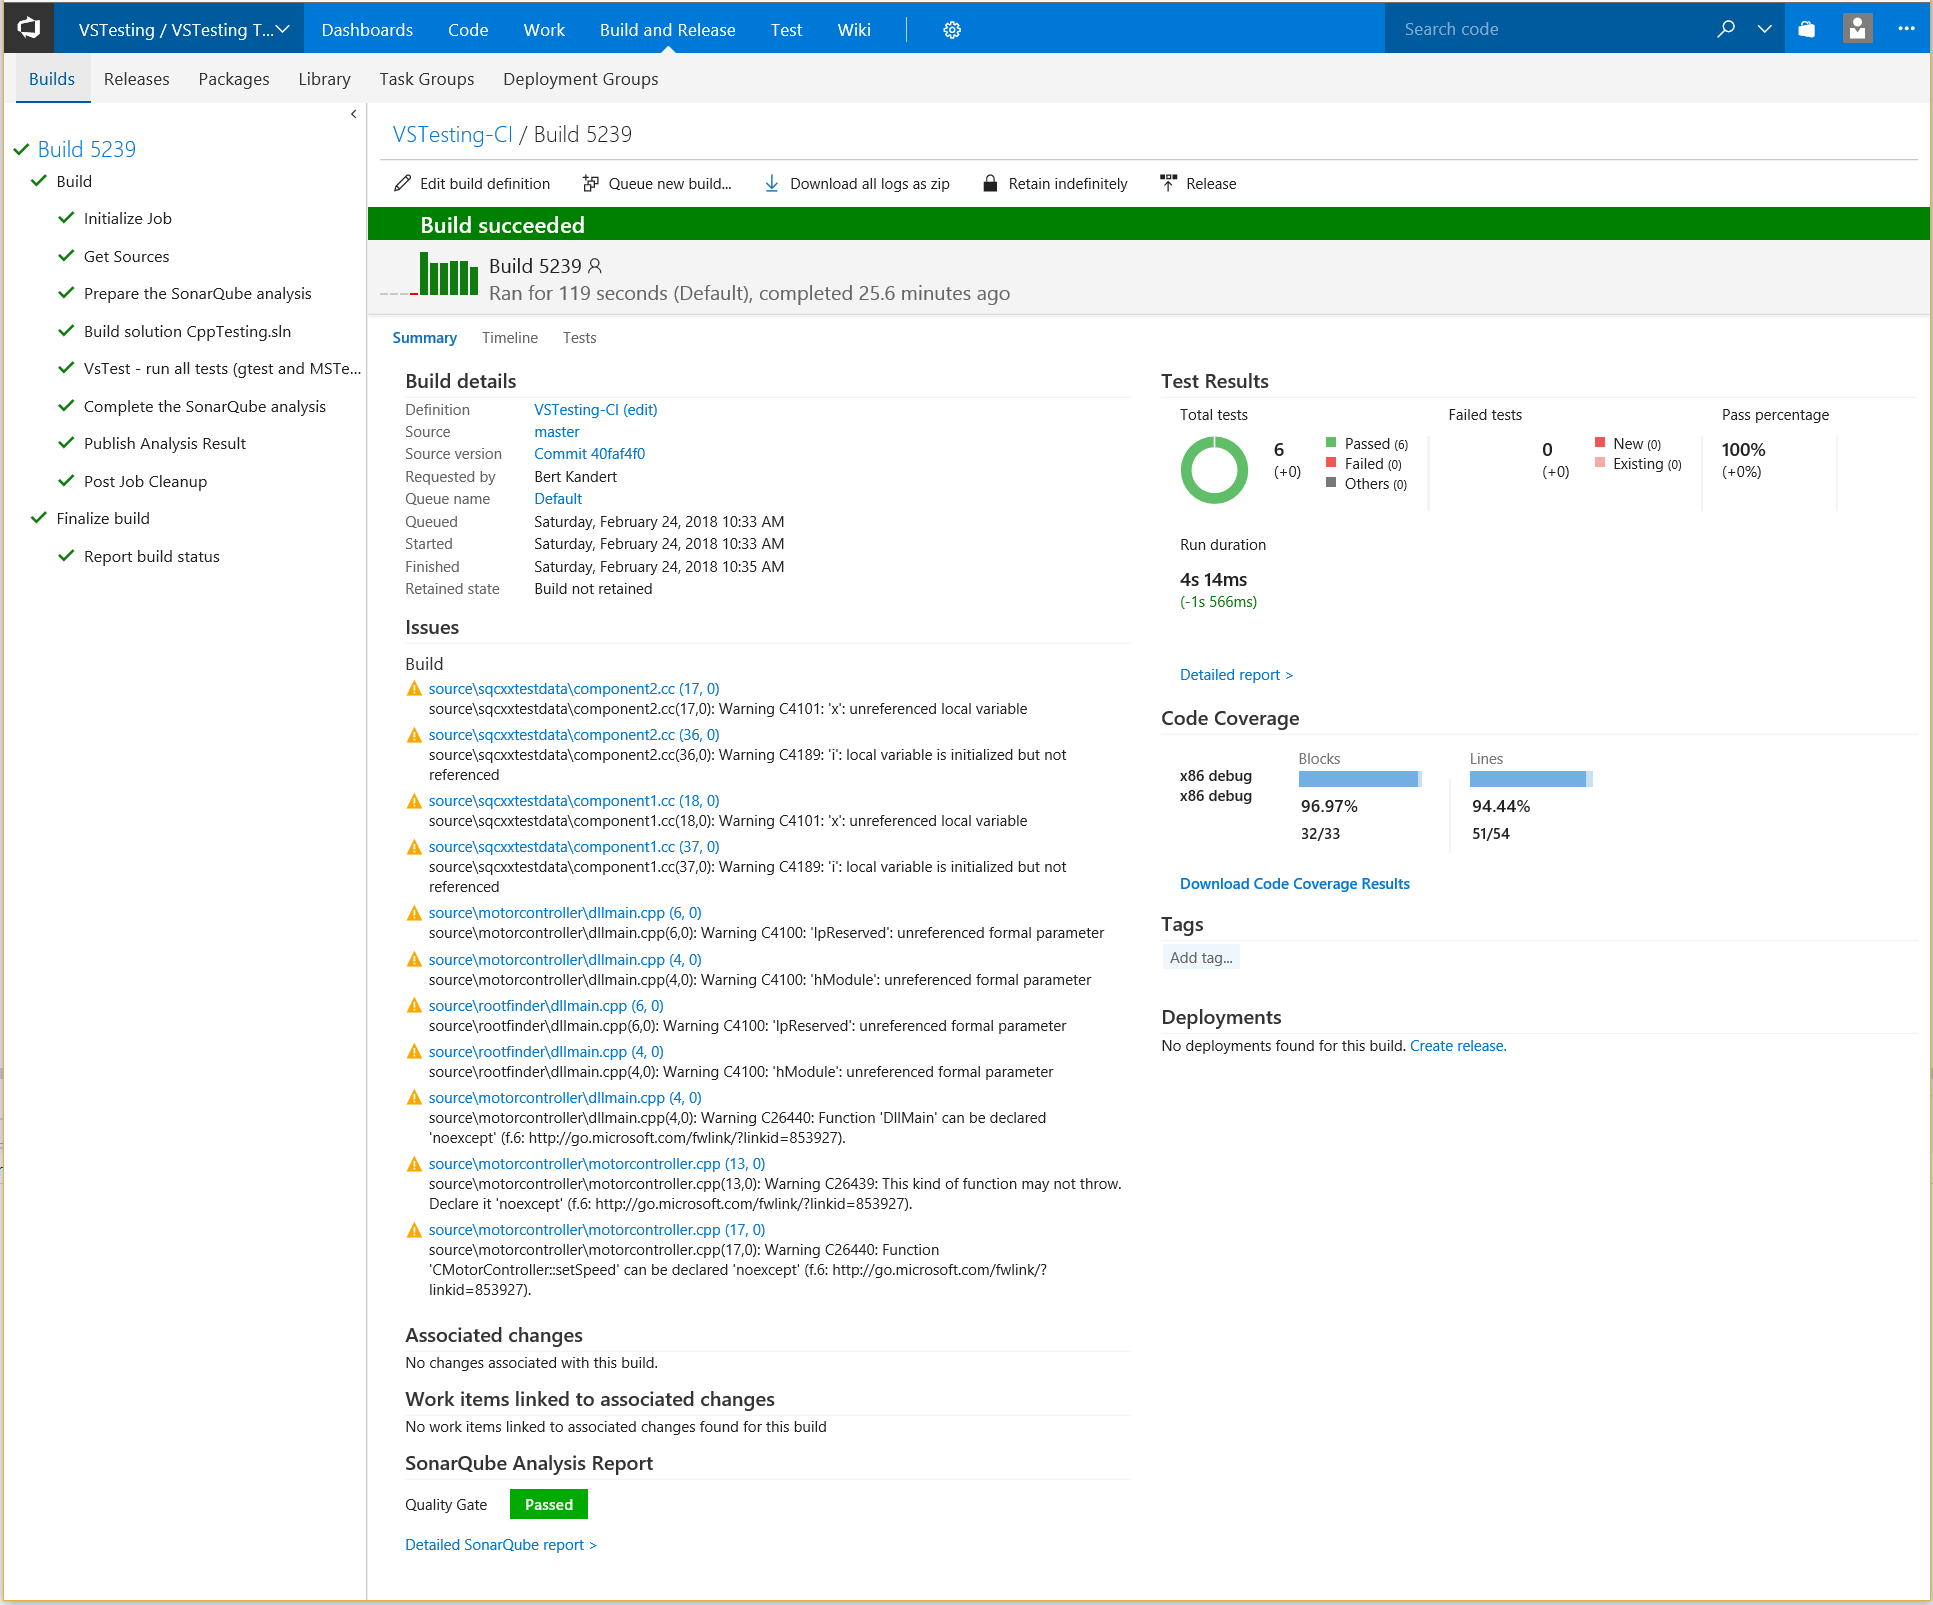 VSTesting / VSTesting T...
Dashboards
Code
Work
Build and Release
Test
Wiki
Search code
Builds
Releases
Packages
Library
Task Groups
Deployment Groups
Build 5239
Build
Initialize Job
Get Sources
Prepare the SonarQube analysis
Build solution CppTesting.sln
VsTest - run all tests (gtest and MSTe...
Complete the SonarQube analysis
Publish Analysis Result
Post Job Cleanup
Finalize build
Report build status
VSTesting-CI / Build 5239
Edit build definition
Queue new build...
Download all logs as zip
Retain indefinitely
Release
Build succeeded
Build 5239
Ran for 119 seconds (Default), completed 25.6 minutes ago
Summary
Timeline
Tests
Build details
Definition VSTesting-CI (edit)
Source master
Source version Commit 40faf4f0
Requested by Bert Kandert
Queue name Default
Queued Saturday, February 24, 2018 10:33 AM
Started Saturday, February 24, 2018 10:33 AM
Finished Saturday, February 24, 2018 10:35 AM
Retained state Build not retained
Issues
Build
source\sqcxxtestdata\component2.cc (17, 0)
source\sqcxxtestdata\component2.cc(17,0): Warning C4101: 'x': unreferenced local variable
source\sqcxxtestdata\component2.cc (36, 0)
source\sqcxxtestdata\component2.cc(36,0): Warning C4189: 'i': local variable is initialized but not
referenced
source\sqcxxtestdata\component1.cc (18, 0)
source\sqcxxtestdata\component1.cc(18,0): Warning C4101: 'x': unreferenced local variable
source\sqcxxtestdata\component1.cc (37, 0)
source\sqcxxtestdata\component1.cc(37,0): Warning C4189: 'i': local variable is initialized but not
referenced
source\motorcontroller\dllmain.cpp (6, 0)
source\motorcontroller\dllmain.cpp(6,0): Warning C4100: 'lpReserved': unreferenced formal parameter
source\motorcontroller\dllmain.cpp (4, 0)
source\motorcontroller\dllmain.cpp(4,0): Warning C4100: 'hModule': unreferenced formal parameter
source\rootfinder\dllmain.cpp (6, 0)
source\rootfinder\dllmain.cpp(6,0): Warning C4100: 'lpReserved': unreferenced formal parameter
source\rootfinder\dllmain.cpp (4, 0)
source\rootfinder\dllmain.cpp(4,0): Warning C4100: 'hModule': unreferenced formal parameter
source\motorcontroller\dllmain.cpp (4, 0)
source\motorcontroller\dllmain.cpp(4,0): Warning C26440: Function 'DllMain' can be declared
'noexcept' (f.6: http://go.microsoft.com/fwlink/?linkid=853927).
source\motorcontroller\motorcontroller.cpp (13, 0)
source\motorcontroller\motorcontroller.cpp(13,0): Warning C26439: This kind of function may not throw.
Declare it 'noexcept' (f.6: http://go.microsoft.com/fwlink/?linkid=853927).
source\motorcontroller\motorcontroller.cpp (17, 0)
source\motorcontroller\motorcontroller.cpp(17,0): Warning C26440: Function
'CMotorController::setSpeed' can be declared 'noexcept' (f.6: http://go.microsoft.com/fwlink/?
linkid=853927).
Associated changes
No changes associated with this build.
Work items linked to associated changes
No work items linked to associated changes found for this build
SonarQube Analysis Report
Quality Gate Passed
Detailed SonarQube report >
Test Results
Total tests
6
(+0)
Passed (6)
Failed (0)
Others (0)
Failed tests
0
(+0)
New (0)
Existing (0)
Pass percentage
100%
(+0%)
Run duration
4s 14ms
(-1s 566ms)
Detailed report >
Code Coverage
x86 debug
x86 debug
Blocks
96.97%
32/33
Lines
94.44%
51/54
Download Code Coverage Results
Tags
Add tag...
Deployments
No deployments found for this build. Create release.